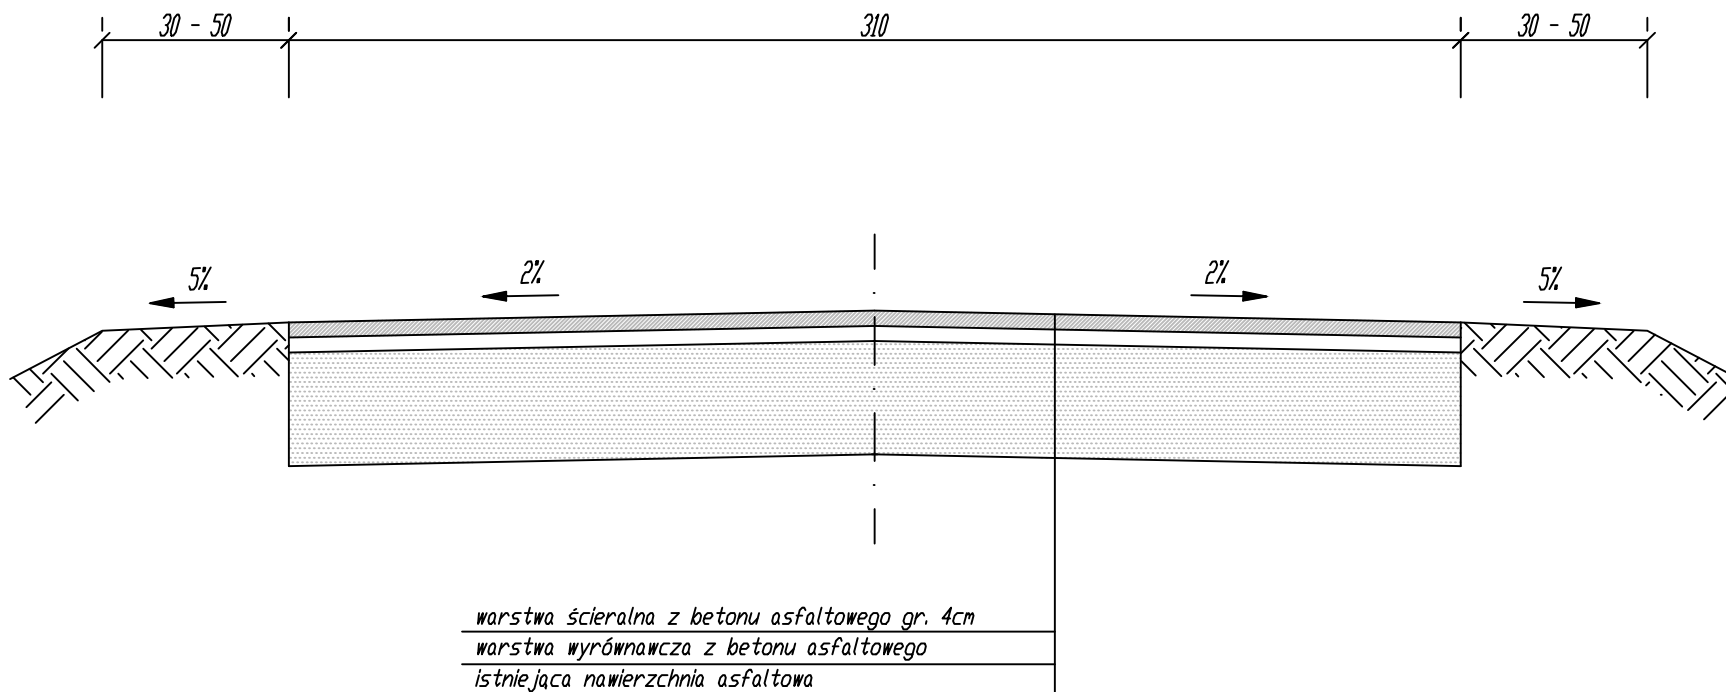 30 - 50
310
30 - 50
5%
2%
2%
5%
warstwa ścieralna z betonu asfaltowego gr. 4cm
warstwa wyrównawcza z betonu asfaltowego
istniejąca nawierzchnia asfaltowa